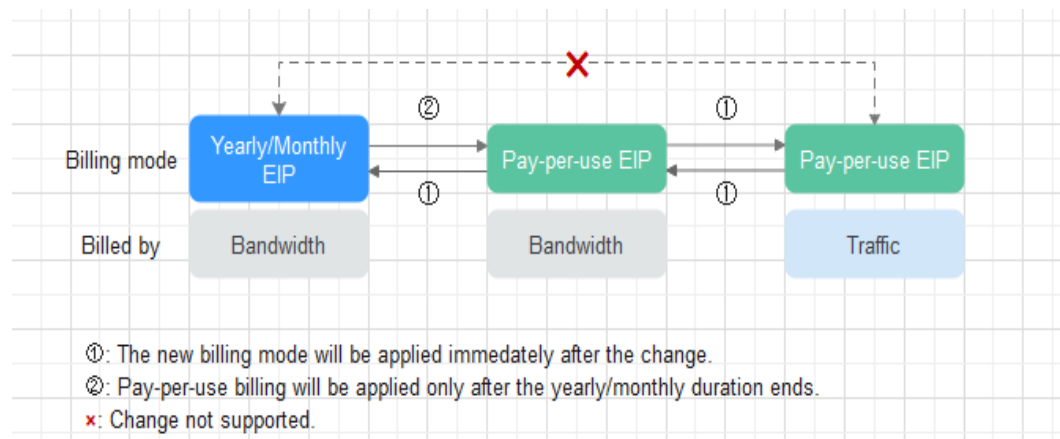 ② ①
Yearly/Monthly
EIP
Billing mode Pay-per-use EIP Pay-per-use EIP
① ①
Billed by Bandwidth Bandwidth Traffic
①: The new billing mode will be applied immedately after the change.
②: Pay-per-use billing will be applied only after the yearly/monthly duration ends.
×: Change not supported.